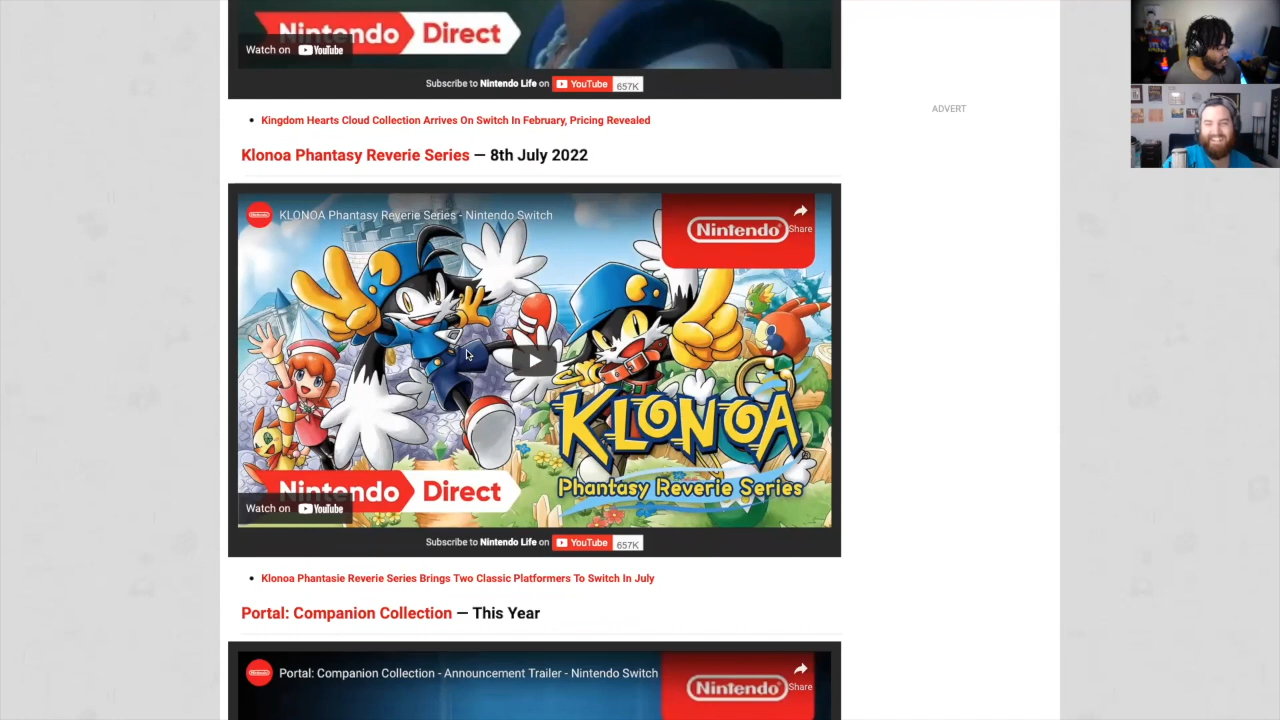 Nintendo Direct
Watch on YouTube
Subscribe to Nintendo Life on YouTube 657K
ADVERT
Kingdom Hearts Cloud Collection Arrives On Switch In February, Pricing Revealed
Klonoa Phantasy Reverie Series — 8th July 2022
Nintendo KLONOA Phantasy Reverie Series - Nintendo Switch
Nintendo
Share
KLONOA
Phantasy Reverie Series
Nintendo Direct
Watch on YouTube
Subscribe to Nintendo Life on YouTube 657K
Klonoa Phantasie Reverie Series Brings Two Classic Platformers To Switch In July
Portal: Companion Collection — This Year
Nintendo Portal: Companion Collection - Announcement Trailer - Nintendo Switch
Nintendo
Share